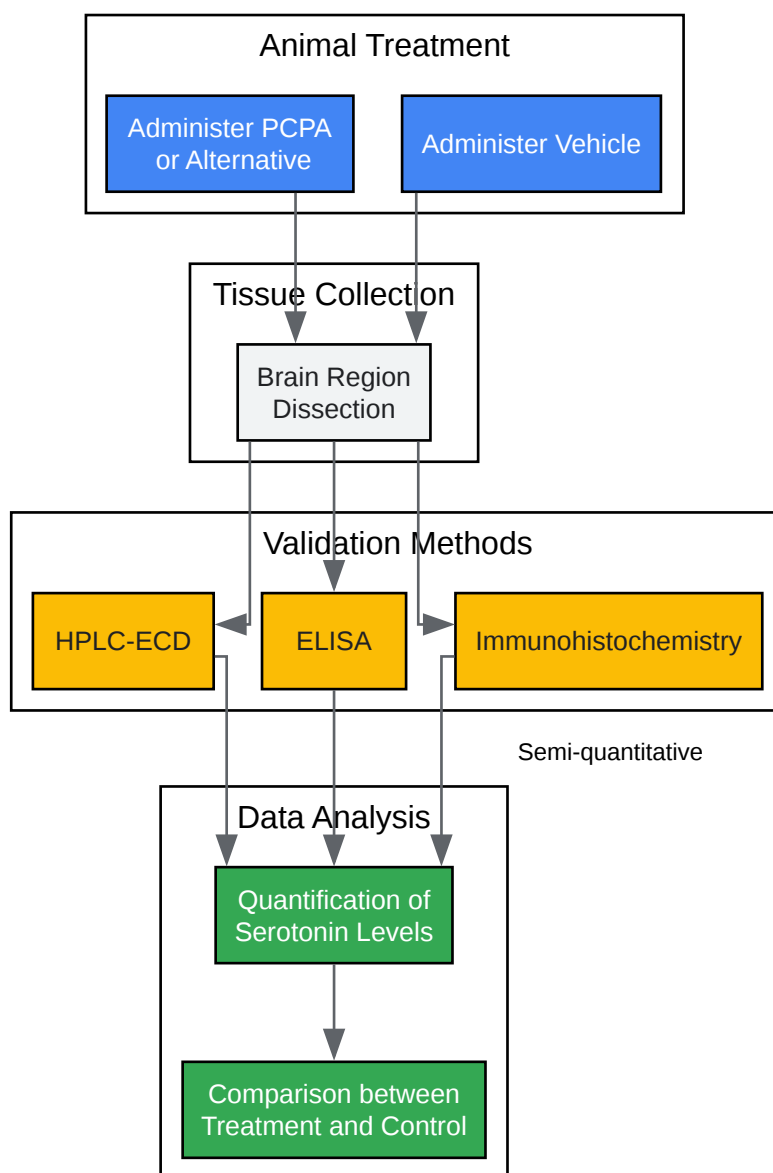 Animal Treatment
Administer PCPA
or Alternative
Administer Vehicle
Tissue Collection
Brain Region
Dissection
Validation Methods
HPLC-ECD
ELISA
Immunohistochemistry
Semi-quantitative
Data Analysis
Quantification of
Serotonin Levels
Comparison between
Treatment and Control